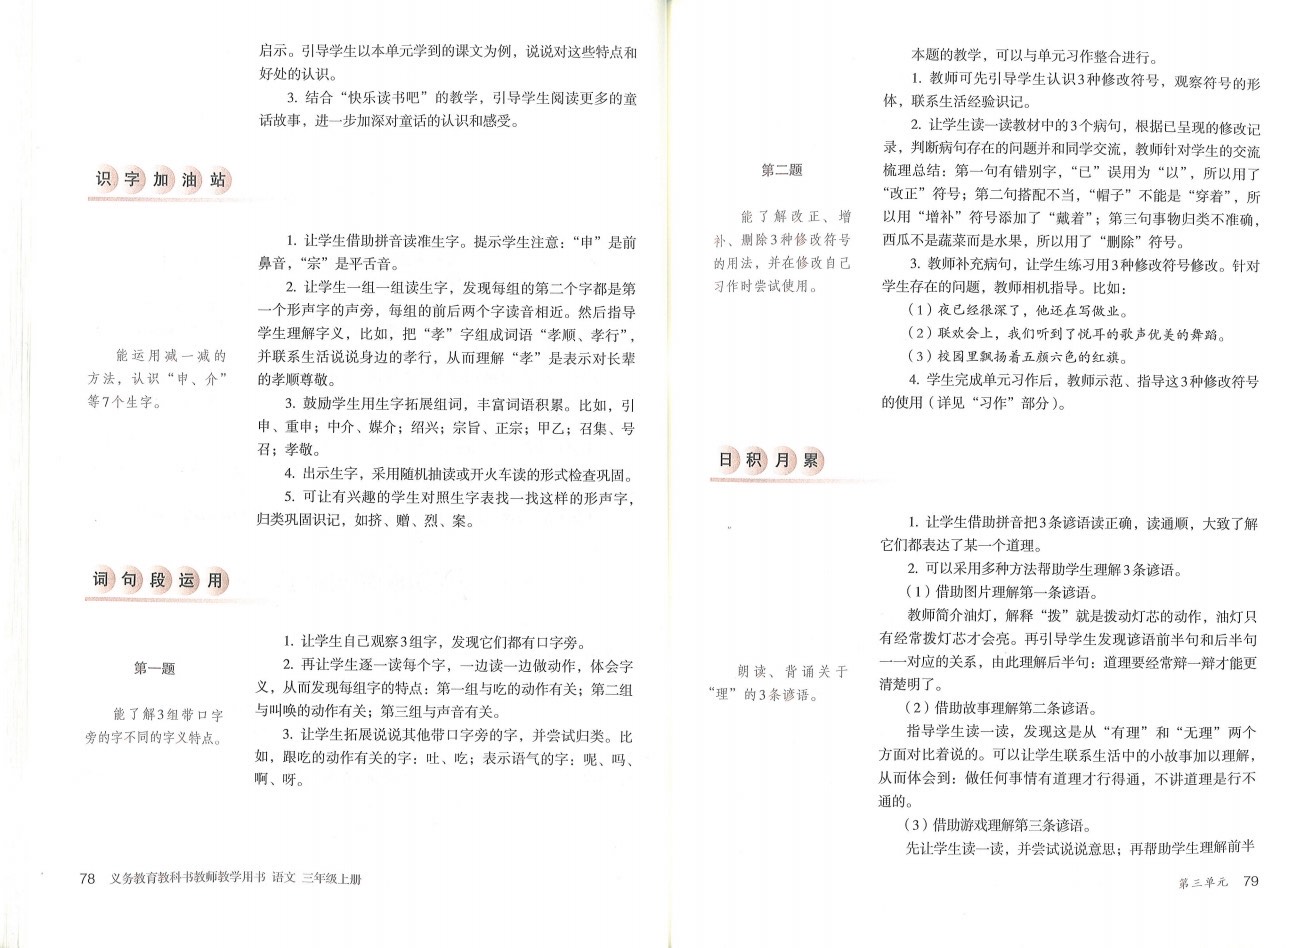 启示。引导学生以本单元学到的课文为例，说说对这些特点和
好处的认识。
3. 结合“快乐读书吧”的教学，引导学生阅读更多的童
话故事，进一步加深对童话的认识和感受。
识字加油站
能运用减一减的
方法，认识“申、介”
等7个生字。
1. 让学生借助拼音读准生字。提示学生注意：“申”是前
鼻音，“宗”是平舌音。
2. 让学生一组一组读生字，发现每组的第二个字都是第
一个形声字的声旁，每组的前后两个字读音相近。然后指导
学生理解字义，比如，把“孝”字组成词语“孝顺、孝行”，
并联系生活说说身边的孝行，从而理解“孝”是表示对长辈
的孝顺尊敬。
3. 鼓励学生用生字拓展组词，丰富词语积累。比如，引
申、重申；中介、媒介；绍兴；宗旨、正宗；甲乙；召集、号
召；孝敬。
4. 出示生字，采用随机抽读或开火车读的形式检查巩固。
5. 可让有兴趣的学生对照生字表找一找这样的形声字，
归类巩固识记，如挤、赠、烈、案。
词句段运用
第一题
能了解3组带口字
旁的字不同的字义特点。
1. 让学生自己观察3组字，发现它们都有口字旁。
2. 再让学生逐一读每个字，一边读一边做动作，体会字
义，从而发现每组字的特点：第一组与吃的动作有关；第二组
与叫唤的动作有关；第三组与声音有关。
3. 让学生拓展说说其他带口字旁的字，并尝试归类。比
如，跟吃的动作有关的字：吐、吃；表示语气的字：呢、吗、
啊、呀。
78 义务教育教科书教师教学用书 语文 三年级上册
第二题
能了解改正、增
补、删除3种修改符号
的用法，并在修改自己
习作时尝试使用。
本题的教学，可以与单元习作整合进行。
1. 教师可先引导学生认识3种修改符号，观察符号的形
体，联系生活经验识记。
2. 让学生读一读教材中的3个病句，根据已呈现的修改记
录，判断病句存在的问题并和同学交流，教师针对学生的交流
梳理总结：第一句有错别字，“已”误用为“以”，所以用了
“改正”符号；第二句搭配不当，“帽子”不能是“穿着”，所
以用“增补”符号添加了“戴着”；第三句事物归类不准确，
西瓜不是蔬菜而是水果，所以用了“删除”符号。
3. 教师补充病句，让学生练习用3种修改符号修改。针对
学生存在的问题，教师相机指导。比如：
（1）夜已经很深了，他还在写做业。
（2）联欢会上，我们听到了悦耳的歌声优美的舞蹈。
（3）校园里飘扬着五颜六色的红旗。
4. 学生完成单元习作后，教师示范、指导这3种修改符号
的使用（详见“习作”部分）。
日积月累
朗读、背诵关于
“理”的3条谚语。
1. 让学生借助拼音把3条谚语读正确，读通顺，大致了解
它们都表达了某一个道理。
2. 可以采用多种方法帮助学生理解3条谚语。
（1）借助图片理解第一条谚语。
教师简介油灯，解释“拨”就是拨动灯芯的动作，油灯只
有经常拨灯芯才会亮。再引导学生发现谚语前半句和后半句
一一对应的关系，由此理解后半句：道理要经常辩一辩才能更
清楚明了。
（2）借助故事理解第二条谚语。
指导学生读一读，发现这是从“有理”和“无理”两个
方面对比着说的。可以让学生联系生活中的小故事加以理解，
从而体会到：做任何事情有道理才行得通，不讲道理是行不
通的。
（3）借助游戏理解第三条谚语。
先让学生读一读，并尝试说说意思；再帮助学生理解前半
第三单元 79